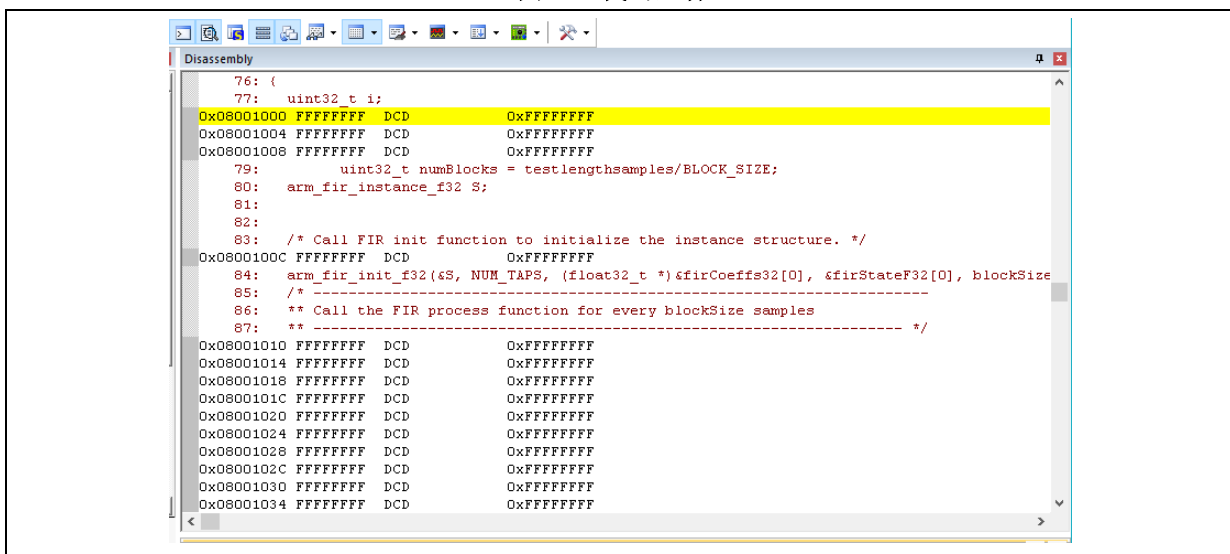 Disassembly
76: {
77: uint32_t i;
0x08001000 FFFFFFFF DCD 0xFFFFFFFF
0x08001004 FFFFFFFF DCD 0xFFFFFFFF
0x08001008 FFFFFFFF DCD 0xFFFFFFFF
79: uint32_t numBlocks = testlengthsamples/BLOCK_SIZE;
80: arm_fir_instance_f32 S;
81:
82:
83: /* Call FIR init function to initialize the instance structure. */
0x0800100C FFFFFFFF DCD 0xFFFFFFFF
84: arm_fir_init_f32(&S, NUM_TAPS, (float32_t *)&firCoeffs32[0], &firStateF32[0], blockSize
85: /* ----------------------------------------------------------------------
86: ** Call the FIR process function for every blockSize samples
87: ** ------------------------------------------------------------------- */
0x08001010 FFFFFFFF DCD 0xFFFFFFFF
0x08001014 FFFFFFFF DCD 0xFFFFFFFF
0x08001018 FFFFFFFF DCD 0xFFFFFFFF
0x0800101C FFFFFFFF DCD 0xFFFFFFFF
0x08001020 FFFFFFFF DCD 0xFFFFFFFF
0x08001024 FFFFFFFF DCD 0xFFFFFFFF
0x08001028 FFFFFFFF DCD 0xFFFFFFFF
0x0800102C FFFFFFFF DCD 0xFFFFFFFF
0x08001030 FFFFFFFF DCD 0xFFFFFFFF
0x08001034 FFFFFFFF DCD 0xFFFFFFFF